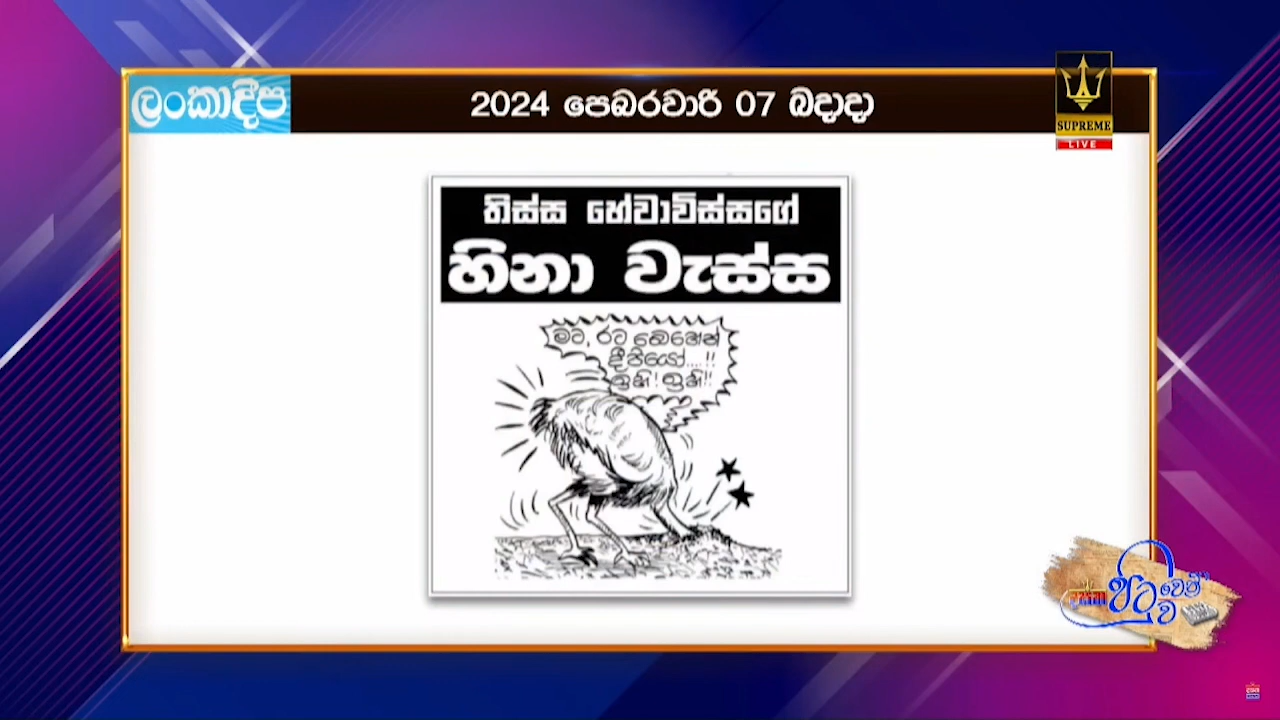 ලංකාදීප
2024 පෙබරවාරි 07 බදාදා
SUPREME
LIVE
තිස්ස හේවාවිස්සගේ
හිනා වැස්ස
මට, රට බෙහෙත්
දීපියෝ....!!
ඉහි! ඉහි!!
පිටුවෙන් පිටුව